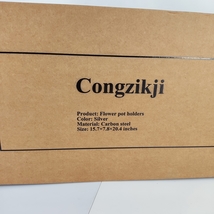 Congzikji
Product: Flower pot holders
Color: Silver
Material: Carbon steel
Size: 15.7×7.8×20.4 inches